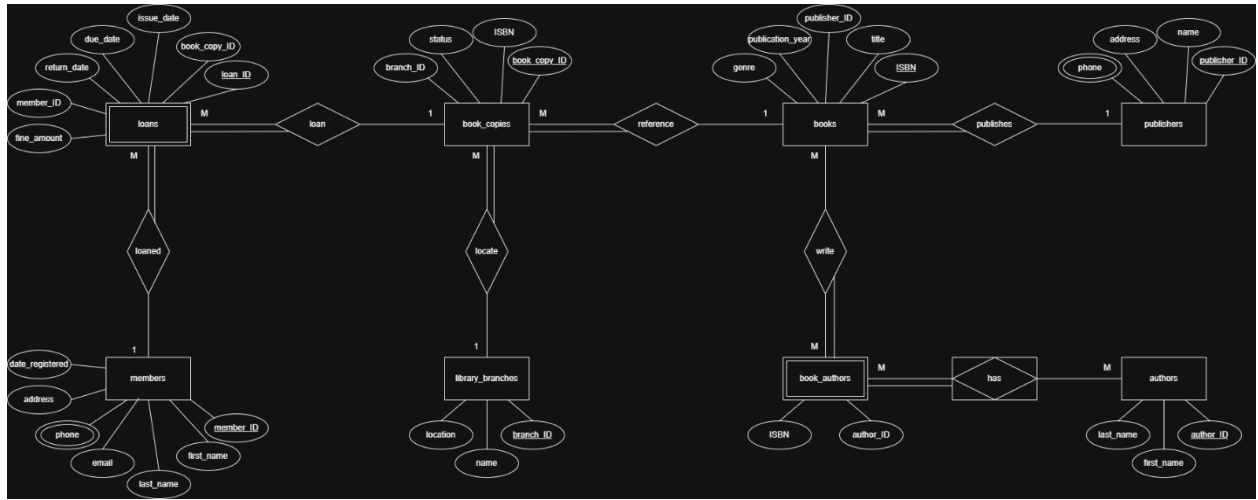 issue_date
due_date
book_copy_ID
return_date
loan_ID
member_ID
fine_amount
loans
M
M
loan
1
status
ISBN
branch_ID
book_copy_ID
book_copies
M
M
reference
1
publisher_ID
publication_year
title
genre
ISBN
books
M
M
publishes
1
name
address
publisher_ID
phone
publishers
loaned
locate
write
1
date_registered
members
address
phone
member_ID
email
first_name
last_name
1
library_branches
location
branch_ID
name
M
book_authors
M
ISBN
author_ID
has
M
authors
last_name
author_ID
first_name